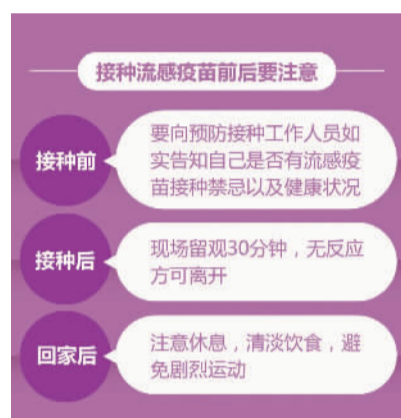 接种流感疫苗前后要注意
接种前
要向预防接种工作人员如
实告知自己是否有流感疫
苗接种禁忌以及健康状况
接种后
现场留观30分钟，无反应
方可离开
回家后
注意休息，清淡饮食，避
免剧烈运动